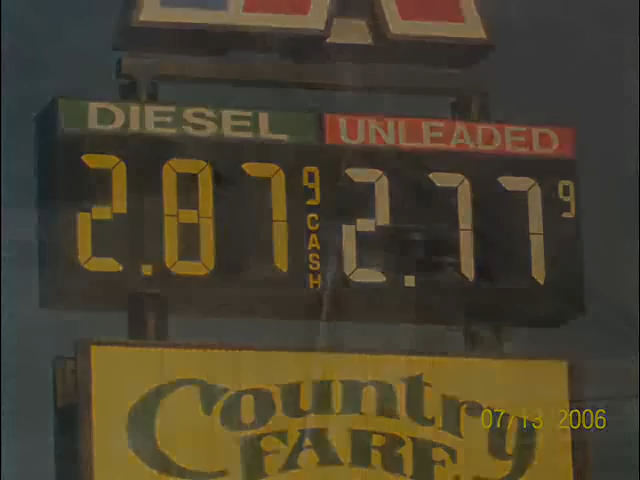 DIESEL UNLEADED
2.87 9 CASH 2.77 9
Country
FARE
07/13 2006